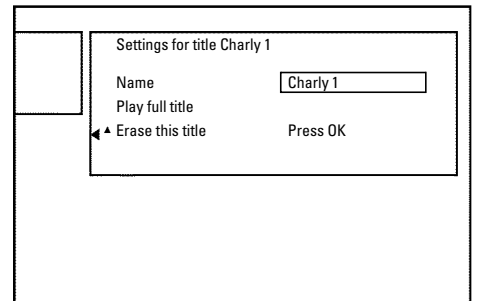 Settings for title Charly 1
Name Charly 1
Play full title
Erase this title Press OK